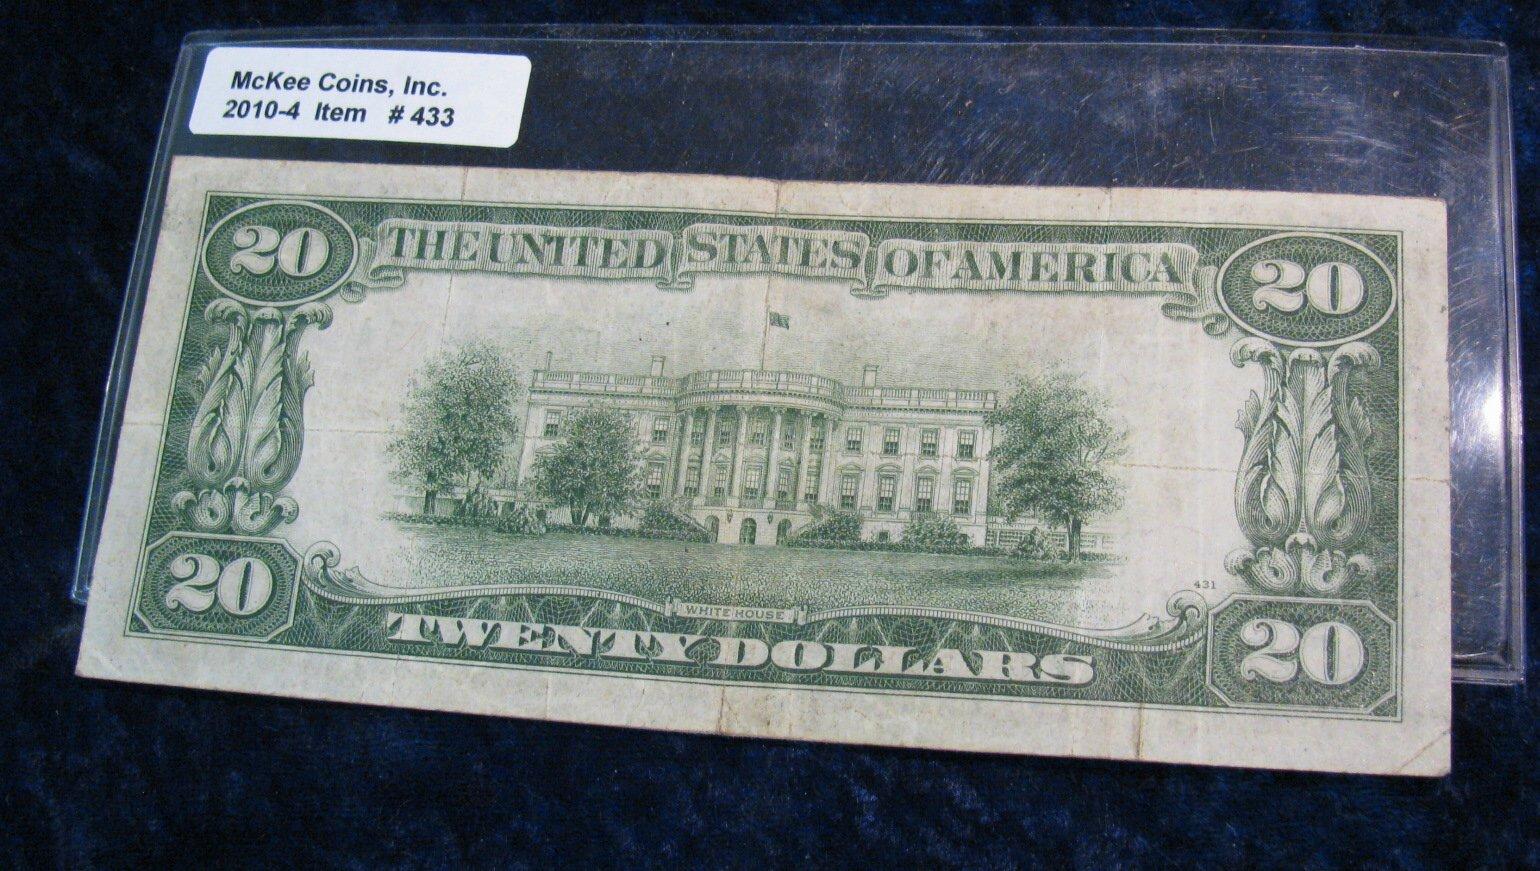 McKee Coins, Inc.
2010-4 Item # 433
20 THE UNITED STATES OF AMERICA 20
431
WHITE HOUSE
20 TWENTY DOLLARS 20